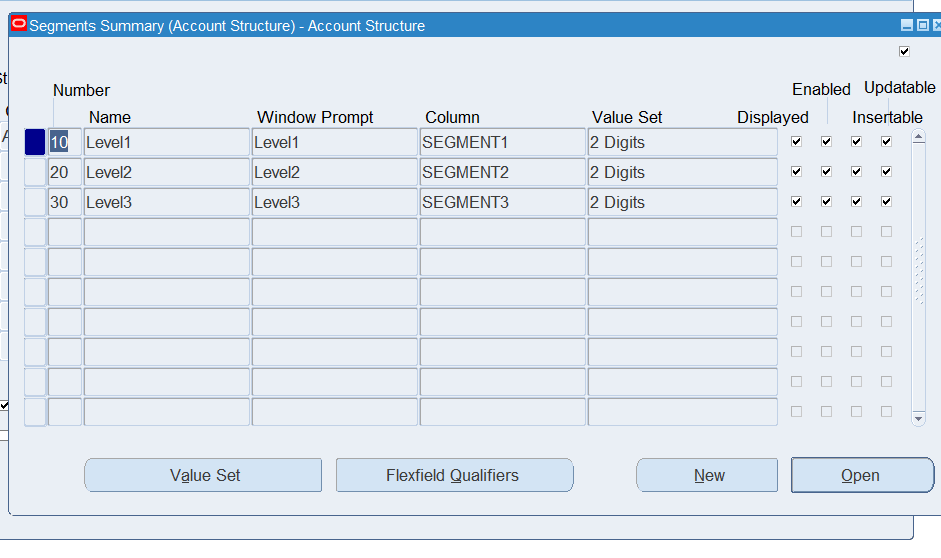 Segments Summary (Account Structure) - Account Structure
Number
Enabled Updatable
Name Window Prompt Column Value Set Displayed Insertable
10 Level1 Level1 SEGMENT1 2 Digits
20 Level2 Level2 SEGMENT2 2 Digits
30 Level3 Level3 SEGMENT3 2 Digits
Value Set Flexfield Qualifiers New Open